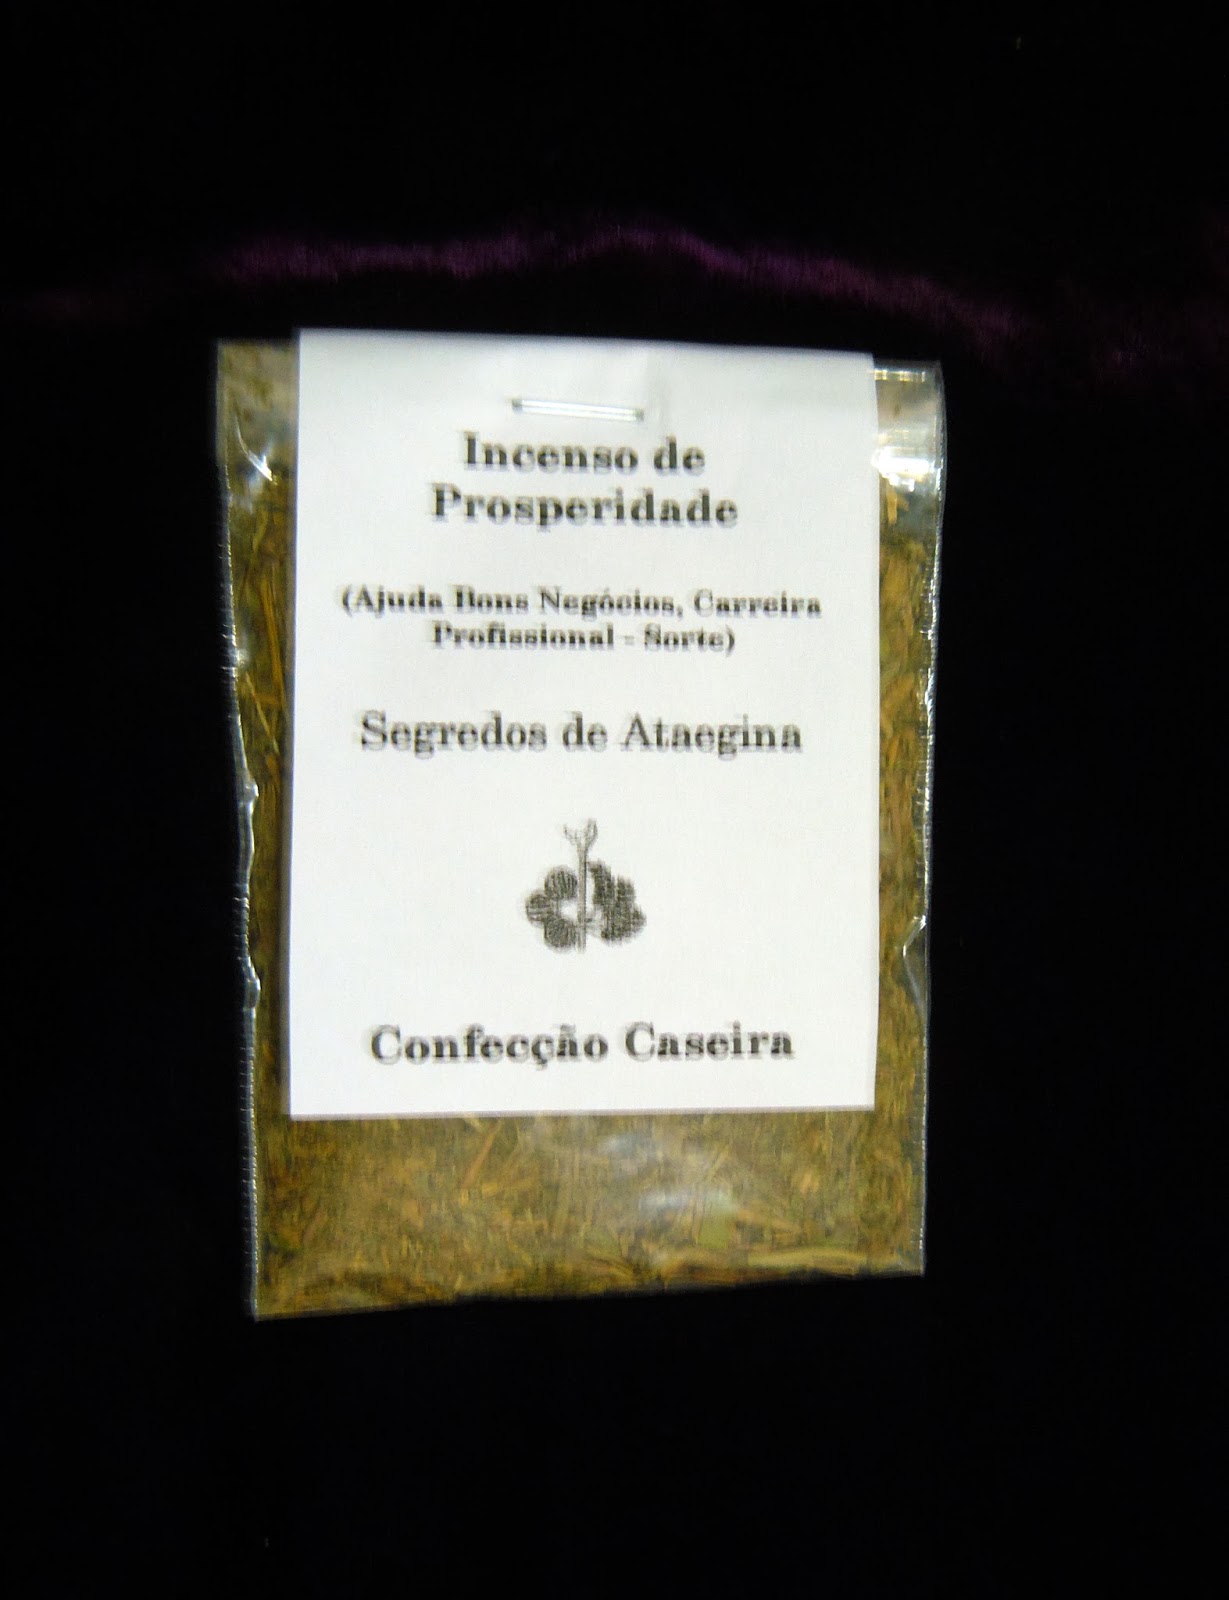 Incenso de
Prosperidade
(Ajuda Bons Negócios, Carreira
Profissional - Sorte)
Segredos de Ataegina
Confecção Caseira